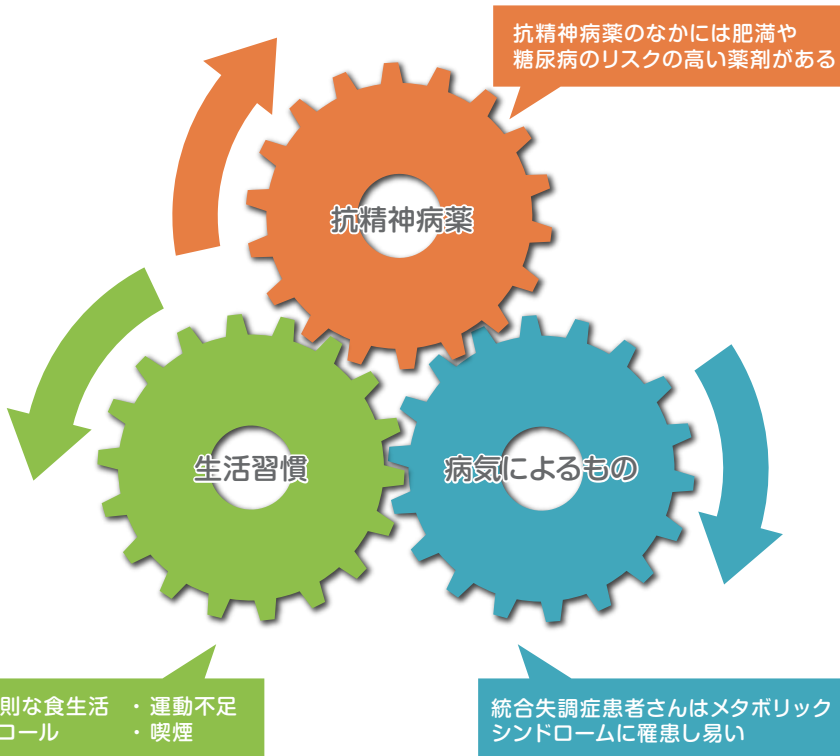 抗精神病薬のなかには肥満や
糖尿病のリスクの高い薬剤がある
抗精神病薬
生活習慣
病気によるもの
則な食生活 ・運動不足
コール ・喫煙
統合失調症患者さんはメタボリック
シンドロームに罹患し易い